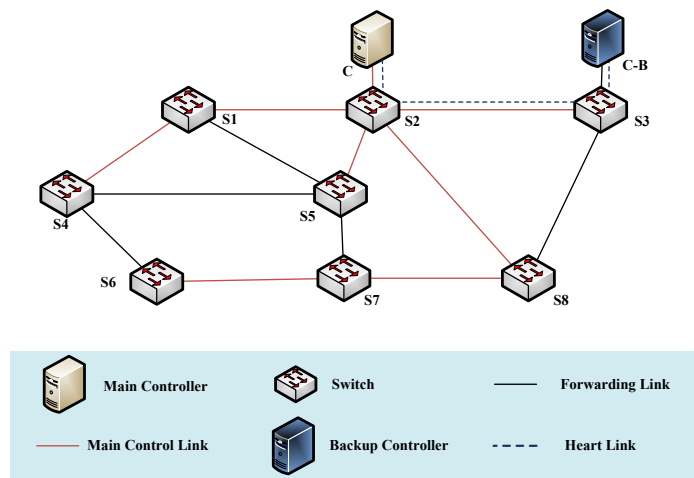 C
C-B
S1
S2
S3
S4
S5
S6
S7
S8
Main Controller
Switch
Forwarding Link
Main Control Link
Backup Controller
Heart Link